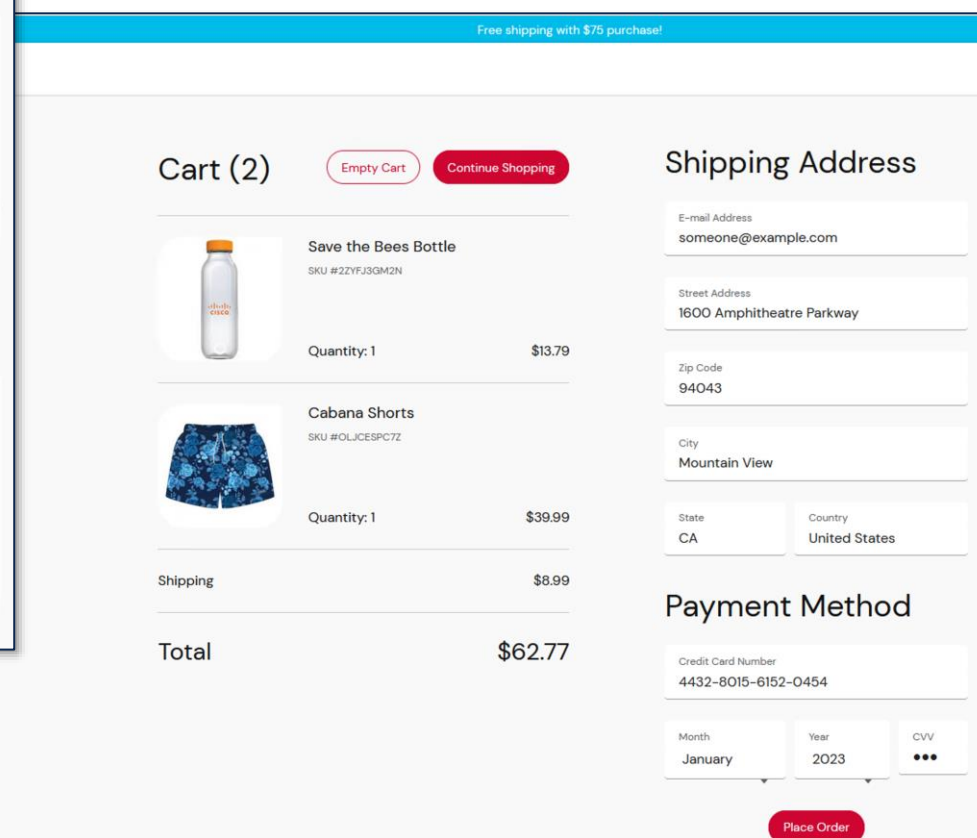 Free shipping with $75 purchase!
Cart (2)
Empty Cart
Continue Shopping
Save the Bees Bottle
SKU #2ZYFJ3GM2N
CISCO
Quantity: 1
$13.79
Cabana Shorts
SKU #OLJCESPC7Z
Quantity: 1
$39.99
Shipping
$8.99
Total
$62.77
Shipping Address
E-mail Address
someone@example.com
Street Address
1600 Amphitheatre Parkway
Zip Code
94043
City
Mountain View
State
CA
Country
United States
Payment Method
Credit Card Number
4432-8015-6152-0454
Month
January
Year
2023
CVV
•••
Place Order